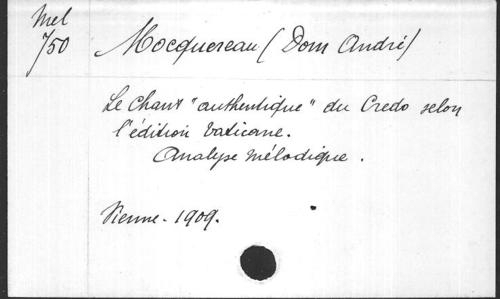 Mel
750
Mocquereau (Dom André)
Le Chant "authentique" du Credo selon
l'édition Vaticane.
Analyse mélodique.
Vienne - 1909.